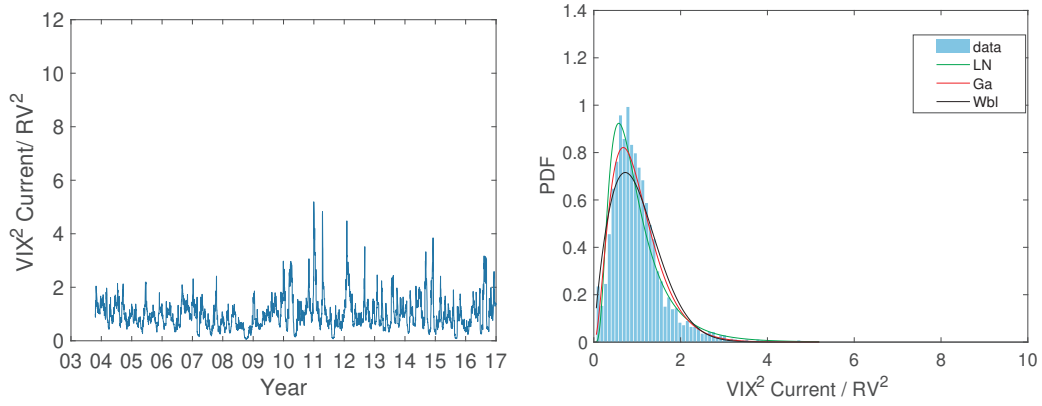 12
10
8
6
4
2
0
VIX² Current/ RV²
03 04 05 06 07 08 09 10 11 12 13 14 15 16 17
Year
1.4
1.2
1
0.8
0.6
0.4
0.2
0
PDF
data
LN
Ga
Wbl
0 2 4 6 8 10
VIX² Current / RV²